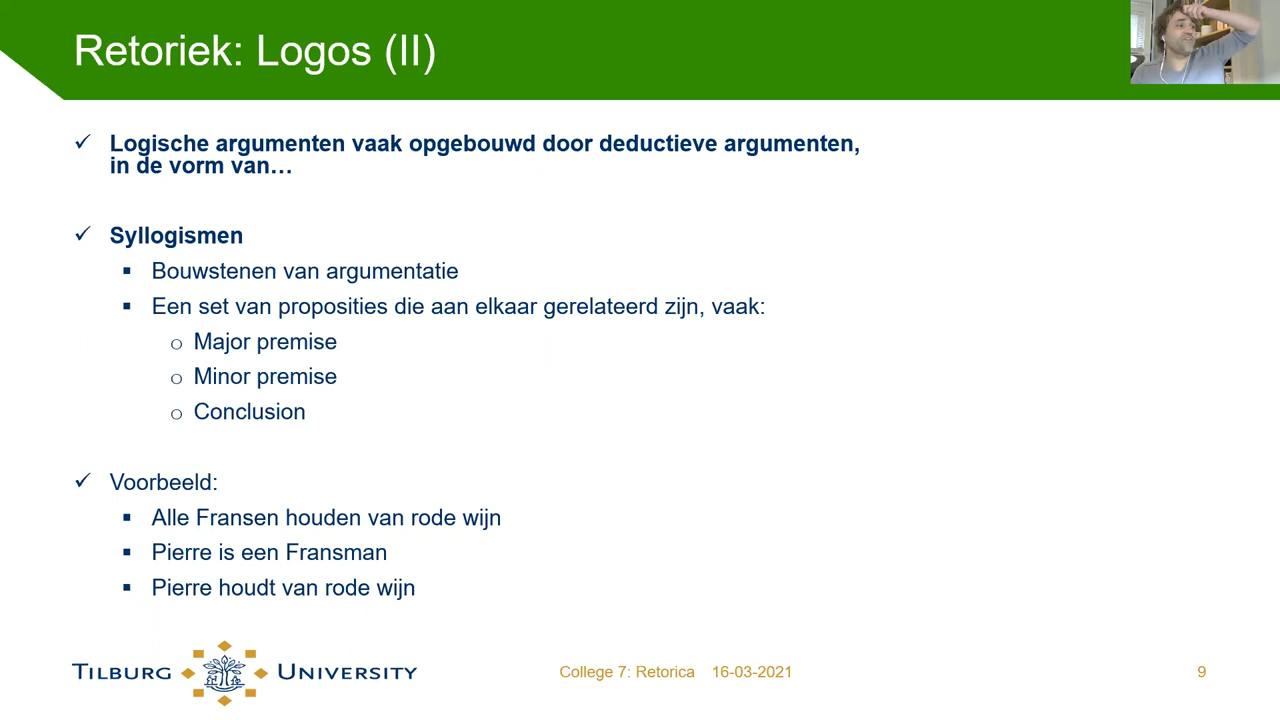 Retoriek: Logos (II)
Logische argumenten vaak opgebouwd door deductieve argumenten,
in de vorm van…
Syllogismen
Bouwstenen van argumentatie
Een set van proposities die aan elkaar gerelateerd zijn, vaak:
Major premise
Minor premise
Conclusion
Voorbeeld:
Alle Fransen houden van rode wijn
Pierre is een Fransman
Pierre houdt van rode wijn
TILBURG UNIVERSITY
College 7: Retorica 16-03-2021
9